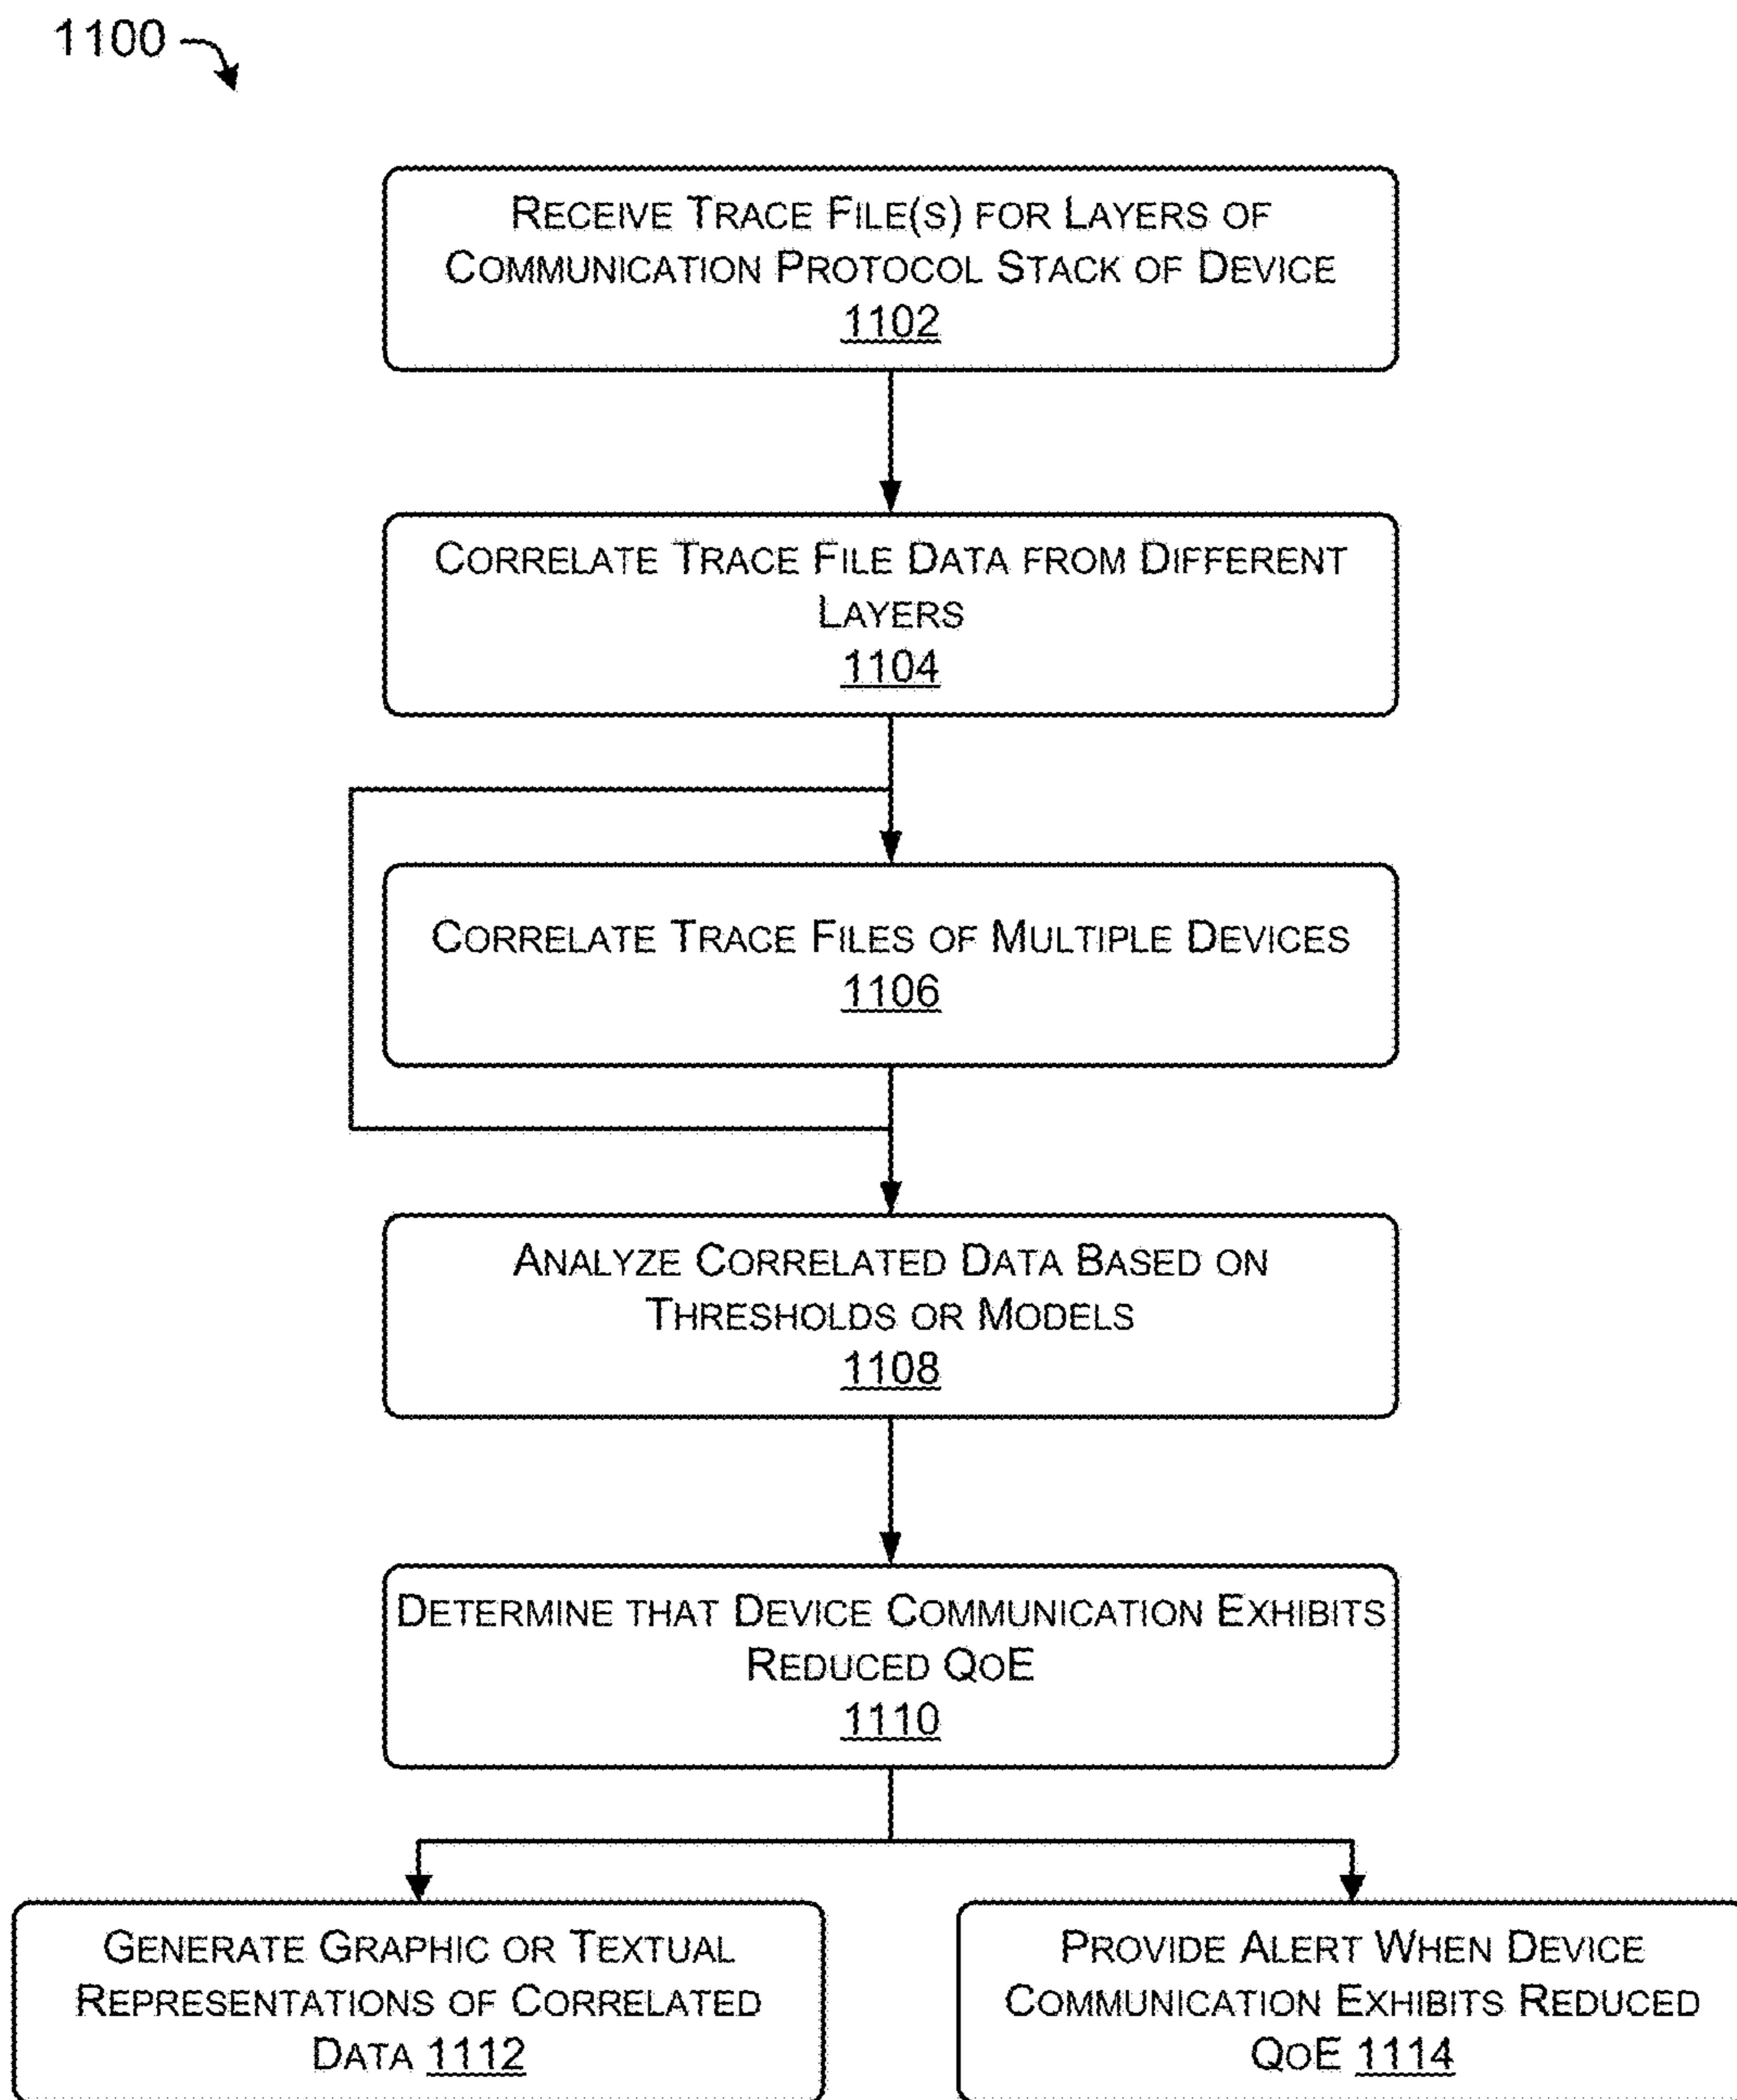 1100
RECEIVE TRACE FILE(S) FOR LAYERS OF
COMMUNICATION PROTOCOL STACK OF DEVICE
1102
CORRELATE TRACE FILE DATA FROM DIFFERENT
LAYERS
1104
CORRELATE TRACE FILES OF MULTIPLE DEVICES
1106
ANALYZE CORRELATED DATA BASED ON
THRESHOLDS OR MODELS
1108
DETERMINE THAT DEVICE COMMUNICATION EXHIBITS
REDUCED QOE
1110
GENERATE GRAPHIC OR TEXTUAL
REPRESENTATIONS OF CORRELATED
DATA 1112
PROVIDE ALERT WHEN DEVICE
COMMUNICATION EXHIBITS REDUCED
QOE 1114